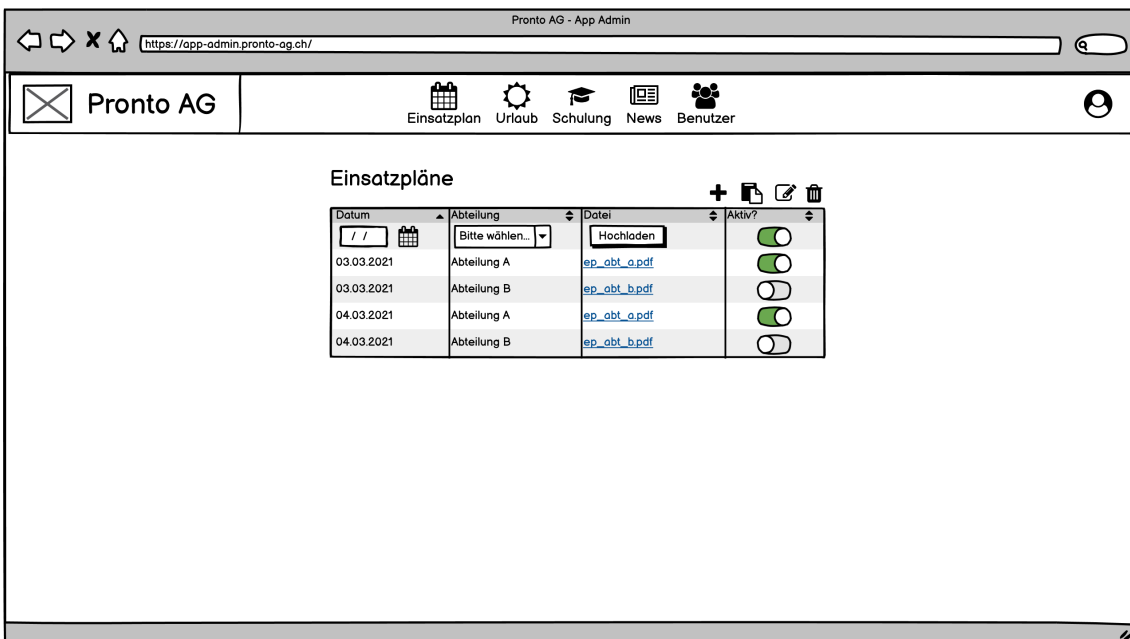 Pronto AG - App Admin
https://app-admin.pronto-ag.ch/
Pronto AG
Einsatzplan Urlaub Schulung News Benutzer
Einsatzpläne
Datum Abteilung Datei Aktiv?
/ / Bitte wählen... Hochladen
03.03.2021 Abteilung A ep_abt_a.pdf
03.03.2021 Abteilung B ep_abt_b.pdf
04.03.2021 Abteilung A ep_abt_a.pdf
04.03.2021 Abteilung B ep_abt_b.pdf